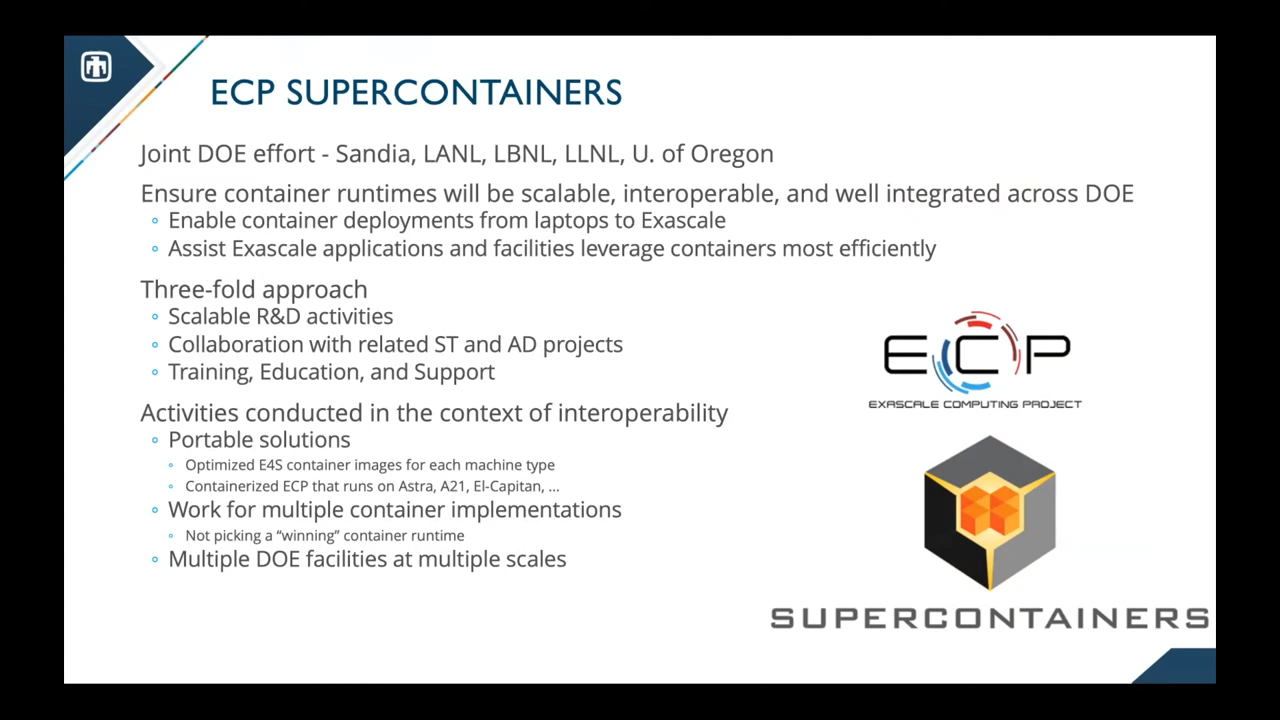 ECP SUPERCONTAINERS
Joint DOE effort - Sandia, LANL, LBNL, LLNL, U. of Oregon
Ensure container runtimes will be scalable, interoperable, and well integrated across DOE
◦ Enable container deployments from laptops to Exascale
◦ Assist Exascale applications and facilities leverage containers most efficiently
Three-fold approach
◦ Scalable R&D activities
◦ Collaboration with related ST and AD projects
◦ Training, Education, and Support
Activities conducted in the context of interoperability
◦ Portable solutions
◦ Optimized E4S container images for each machine type
◦ Containerized ECP that runs on Astra, A21, El-Capitan, ...
◦ Work for multiple container implementations
◦ Not picking a “winning” container runtime
◦ Multiple DOE facilities at multiple scales
ECP
EXASCALE COMPUTING PROJECT
SUPERCONTAINERS